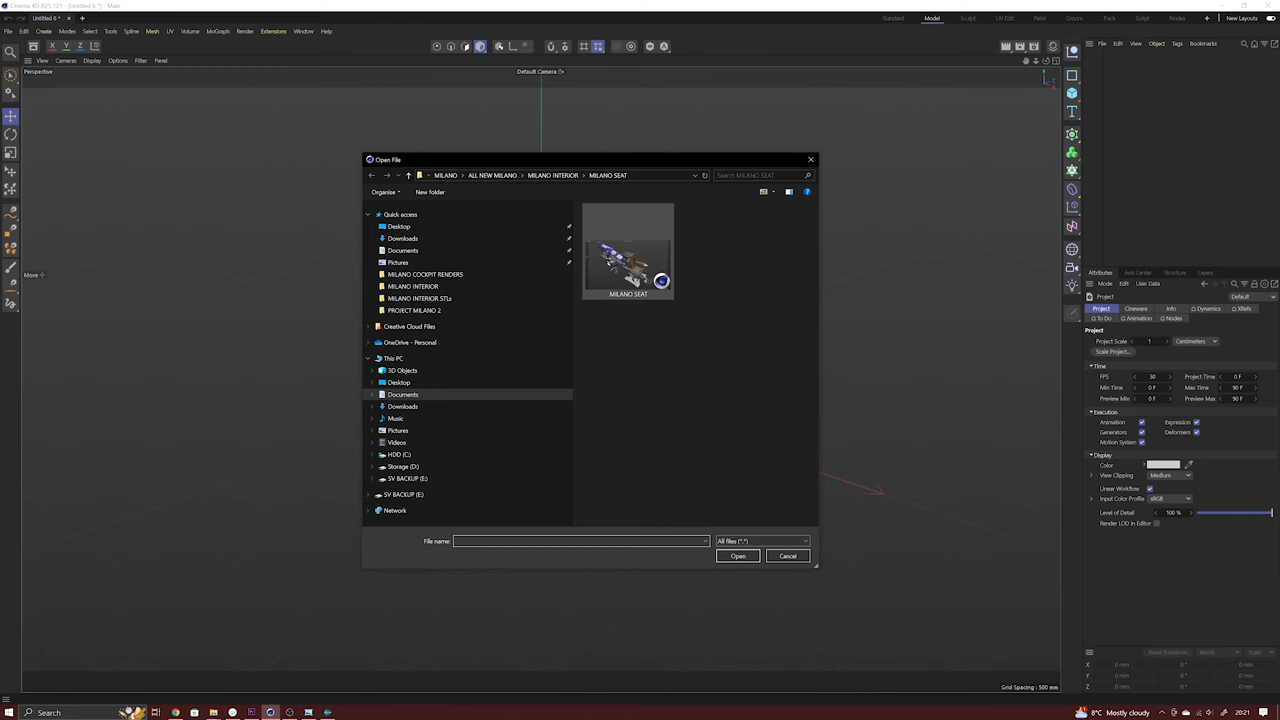 Cinema 4D R25.121 - [Untitled 6 *] - Main
Untitled 6 *
Standard Model Sculpt UV Edit Paint Groom Track Script Nodes New Layouts
File Edit Create Modes Select Tools Spline Mesh UV Volume MoGraph Render Extensions Window Help
X Y Z
File Edit View Object Tags Bookmarks
View Cameras Display Options Filter Panel
Perspective
Default Camera
Open File
MILANO > ALL NEW MILANO > MILANO INTERIOR > MILANO SEAT
Search MILANO SEAT
Organise
New folder
Quick access
Desktop
Downloads
Documents
Pictures
MILANO COCKPIT RENDERS
MILANO INTERIOR
MILANO INTERIOR STLs
PROJECT MILANO 2
Creative Cloud Files
OneDrive - Personal
This PC
3D Objects
Desktop
Documents
Downloads
Music
Pictures
Videos
HDD (C:)
Storage (D:)
SV BACKUP (E:)
SV BACKUP (E:)
Network
MILANO SEAT
File name:
All files (*.*)
Open
Cancel
Move
Attributes Axis Center Structure Layers
Mode Edit User Data
Project
Default
Project Cineware Info Dynamics XRefs
To Do Animation Nodes
Project
Project Scale 1 Centimeters
Scale Project...
Time
FPS 30 Project Time 0 F
Min Time 0 F Max Time 90 F
Preview Min 0 F Preview Max 90 F
Execution
Animation Expression
Generators Deformers
Motion System
Display
Color
View Clipping Medium
Linear Workflow
Input Color Profile sRGB
Level of Detail 100 %
Render LOD in Editor
Reset Transform World Scale
X 0 mm 0 ° 0 mm
Y 0 mm 0 ° 0 mm
Z 0 mm 0 ° 0 mm
Grid Spacing : 500 mm
Search
8°C Mostly cloudy
20:21